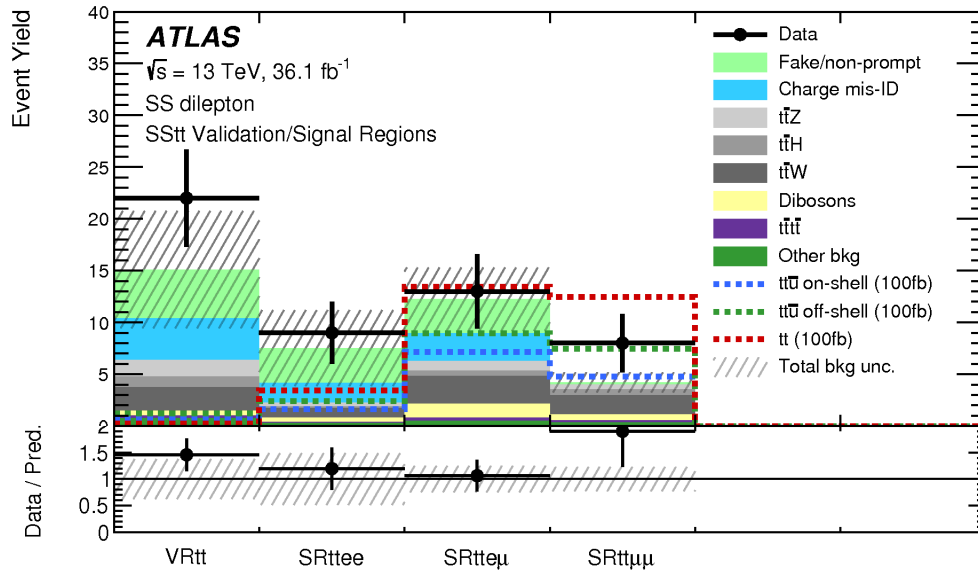 Event Yield
40
35
30
25
20
15
10
5
ATLAS
√s = 13 TeV, 36.1 fb⁻¹
SS dilepton
SStt Validation/Signal Regions
Data
Fake/non-prompt
Charge mis-ID
tt̄Z
tt̄H
tt̄W
Dibosons
tt̄tt̄
Other bkg
ttū on-shell (100fb)
ttū off-shell (100fb)
tt (100fb)
Total bkg unc.
Data / Pred.
2
1.5
1
0.5
0
VRtt
SRttee
SRtteμ
SRttμμ